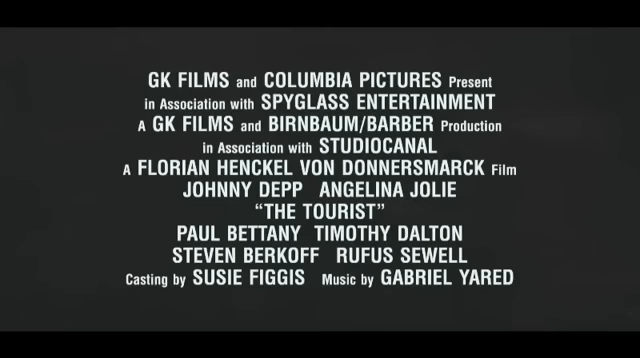 GK FILMS and COLUMBIA PICTURES Present
in Association with SPYGLASS ENTERTAINMENT
A GK FILMS and BIRNBAUM/BARBER Production
in Association with STUDIOCANAL
A FLORIAN HENCKEL VON DONNERSMARCK Film
JOHNNY DEPP ANGELINA JOLIE
“THE TOURIST”
PAUL BETTANY TIMOTHY DALTON
STEVEN BERKOFF RUFUS SEWELL
Casting by SUSIE FIGGIS Music by GABRIEL YARED